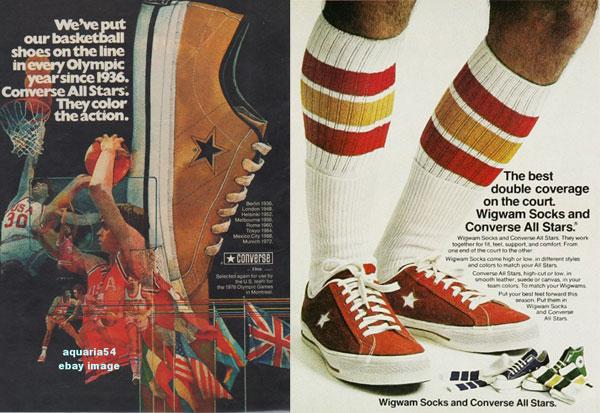 We've put
our basketball
shoes on the line
in every Olympic
year since 1936.
Converse All Stars.
They color
the action.
Berlin 1936.
London 1948.
Helsinki 1952.
Melbourne 1956.
Rome 1960.
Tokyo 1964.
Mexico City 1968.
Munich 1972.
★ converse
Selected again for use by
the U.S. team for
the 1976 Olympic Games
in Montreal.
30
USA
USA
aquaria54
ebay image
The best
double coverage
on the court.
Wigwam Socks and
Converse All Stars.®
Wigwam Socks and Converse All Stars. They work
together for fit, feel, support, and comfort. From
one end of the court to the other.
Wigwam Socks come high or low, in different styles
and colors to match your All Stars.
Converse All Stars, high-cut or low, in
smooth leather, suede or canvas, in your
team colors. To match your Wigwams.
Put your best feet forward this
season. Put them in
Wigwam Socks
and Converse
All Stars.
Wigwam Socks and Converse All Stars.